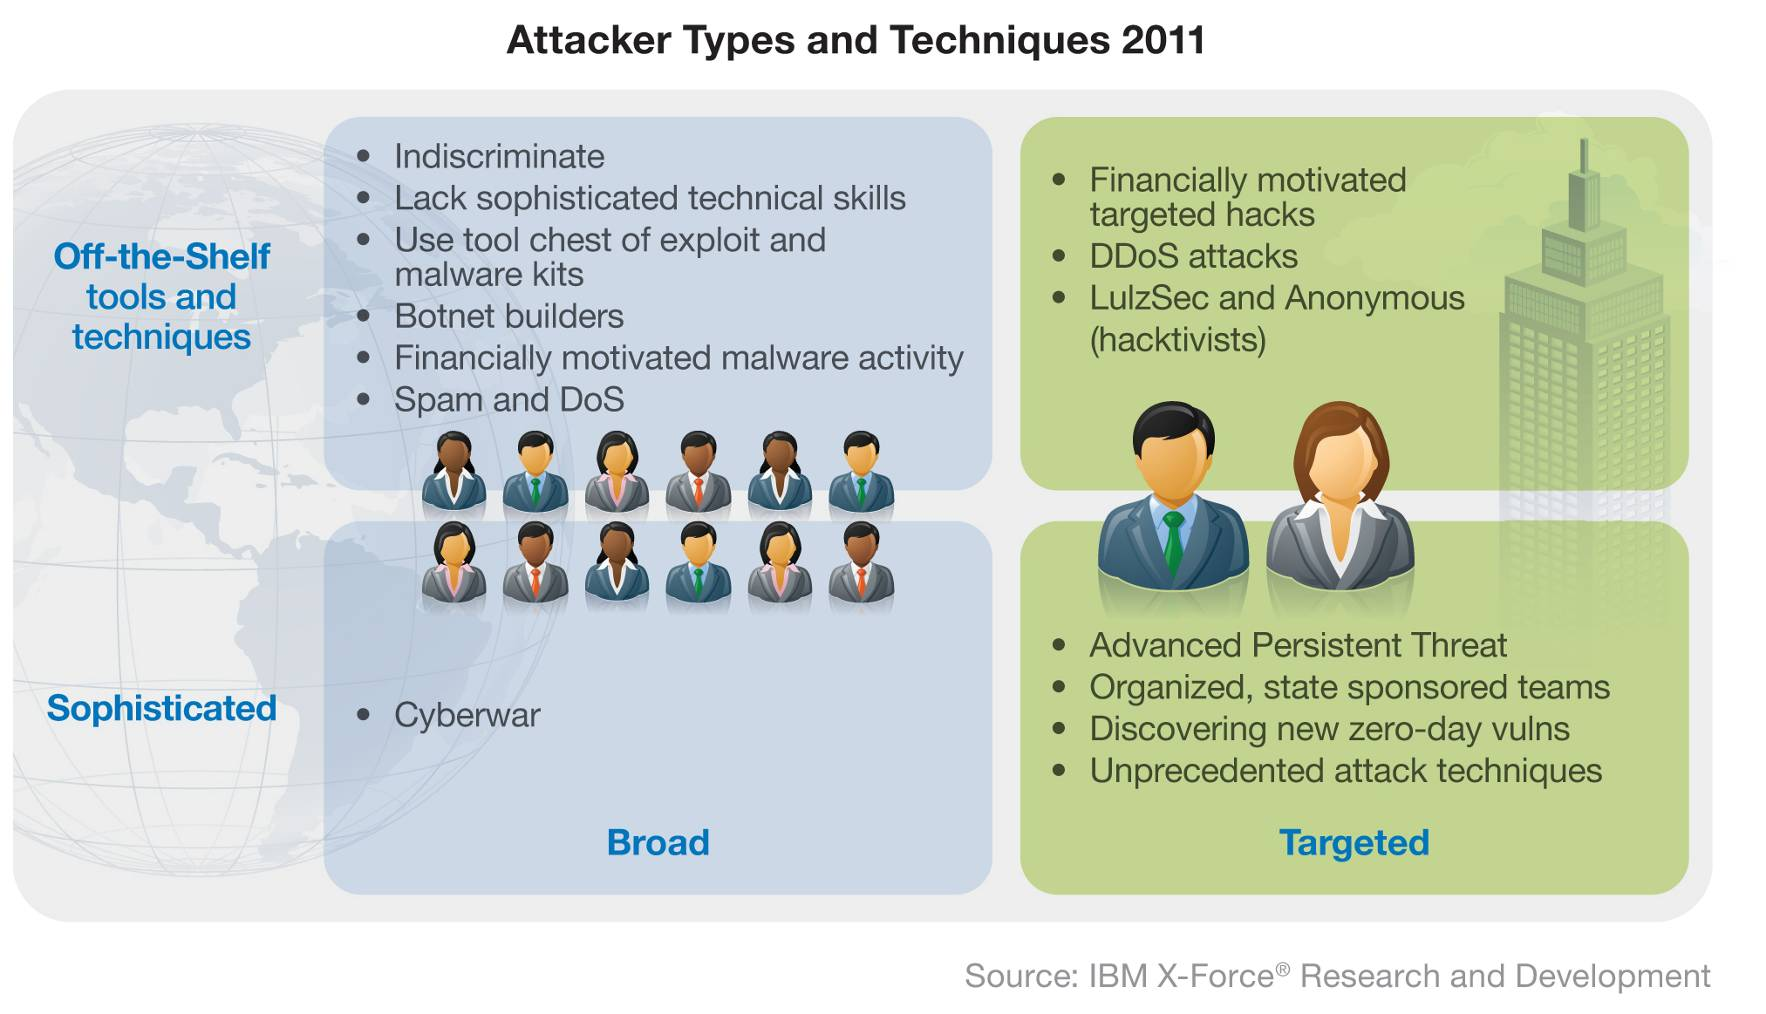 Attacker Types and Techniques 2011
Off-the-Shelf
tools and
techniques
• Indiscriminate
• Lack sophisticated technical skills
• Use tool chest of exploit and
malware kits
• Botnet builders
• Financially motivated malware activity
• Spam and DoS
• Financially motivated
targeted hacks
• DDoS attacks
• LulzSec and Anonymous
(hacktivists)
Sophisticated
• Cyberwar
• Advanced Persistent Threat
• Organized, state sponsored teams
• Discovering new zero-day vulns
• Unprecedented attack techniques
Broad
Targeted
Source: IBM X-Force® Research and Development